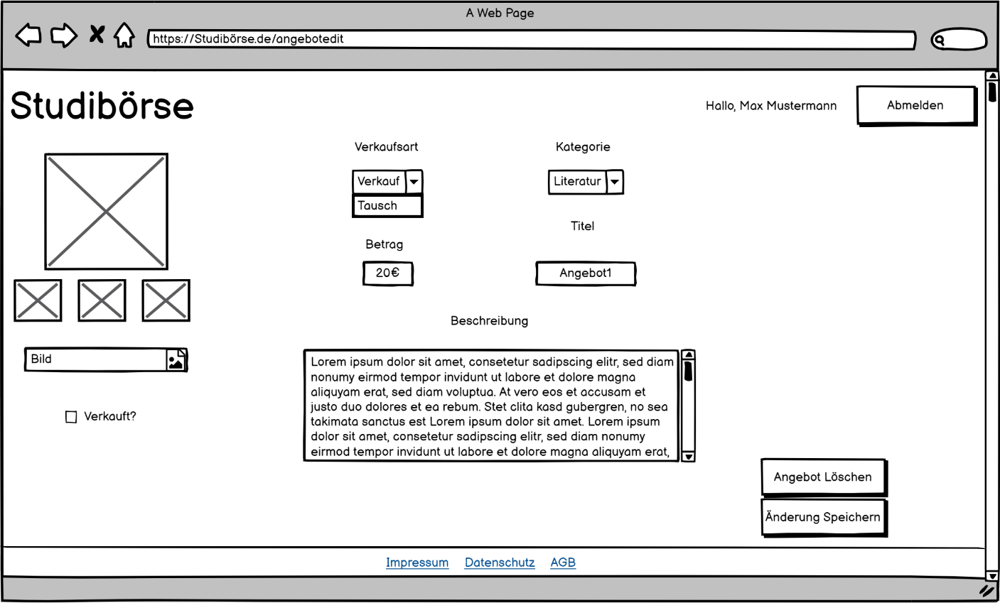 A Web Page
https://Studibörse.de/angebotedit
Studibörse
Hallo, Max Mustermann
Abmelden
Verkaufsart
Kategorie
Verkauf
Literatur
Tausch
Titel
Betrag
20€
Angebot1
Beschreibung
Bild
Verkauft?
Lorem ipsum dolor sit amet, consetetur sadipscing elitr, sed diam
nonumy eirmod tempor invidunt ut labore et dolore magna
aliquyam erat, sed diam voluptua. At vero eos et accusam et
justo duo dolores et ea rebum. Stet clita kasd gubergren, no sea
takimata sanctus est Lorem ipsum dolor sit amet. Lorem ipsum
dolor sit amet, consetetur sadipscing elitr, sed diam nonumy
eirmod tempor invidunt ut labore et dolore magna aliquyam erat,
Angebot Löschen
Änderung Speichern
Impressum Datenschutz AGB